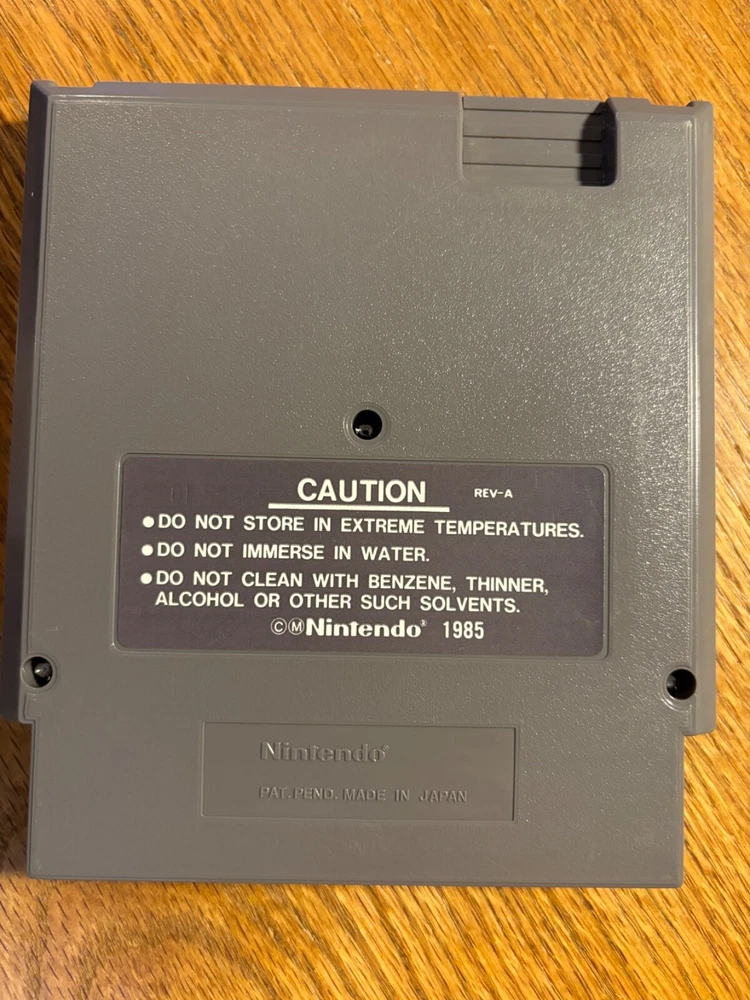 CAUTION REV-A
●DO NOT STORE IN EXTREME TEMPERATURES.
●DO NOT IMMERSE IN WATER.
●DO NOT CLEAN WITH BENZENE, THINNER,
ALCOHOL OR OTHER SUCH SOLVENTS.
ⒸⓂNintendo® 1985
Nintendo®
PAT.PEND. MADE IN JAPAN